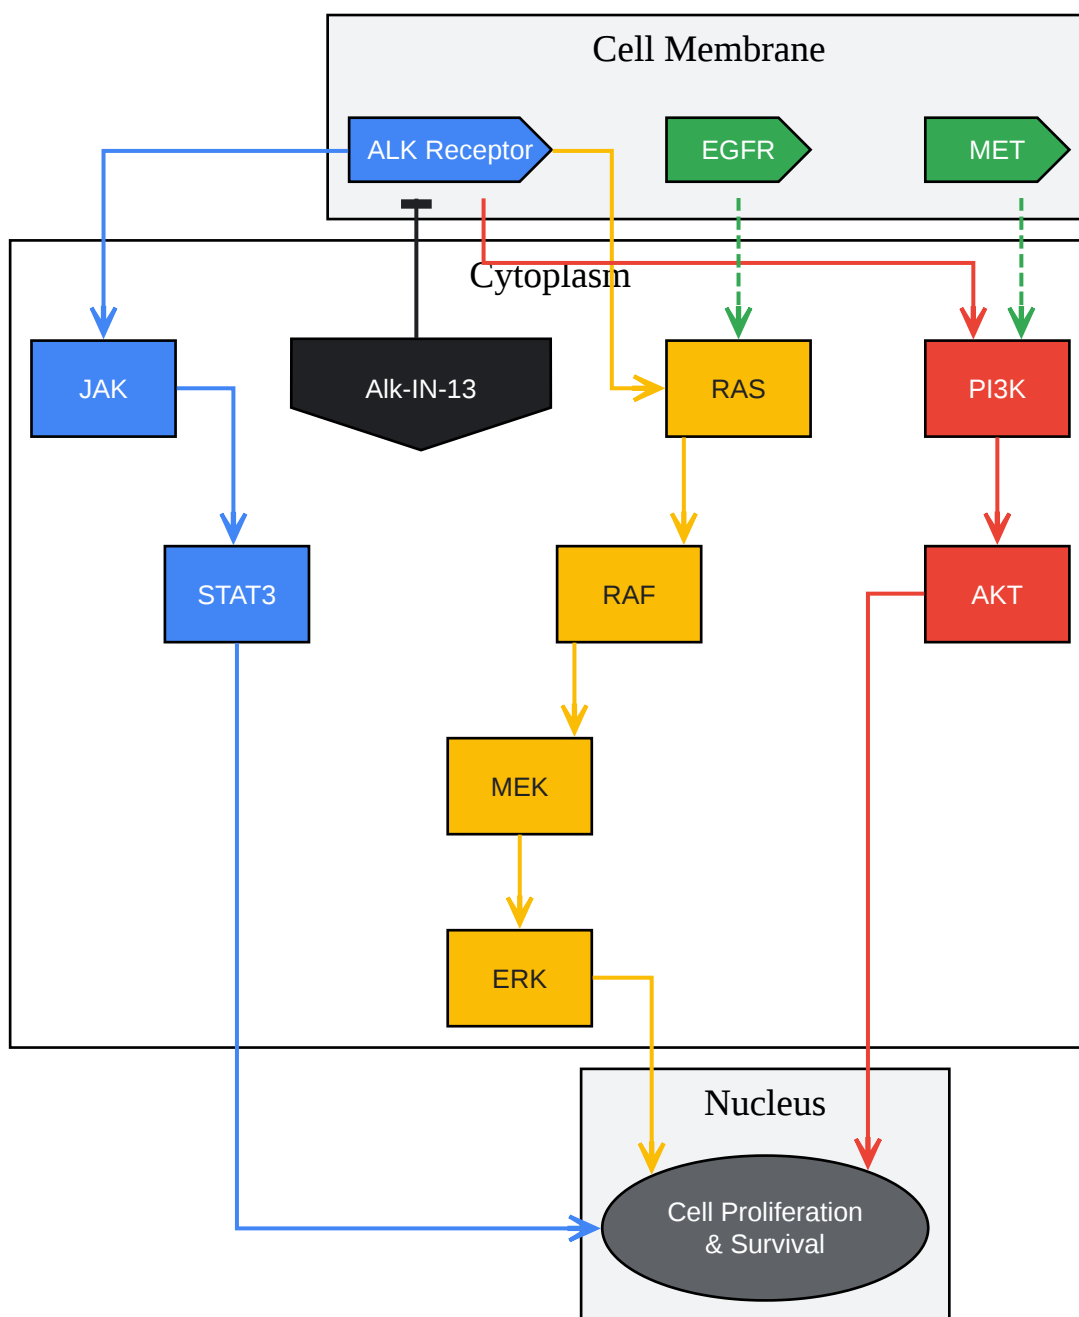 Cell Membrane
ALK Receptor
EGFR
MET
Cytoplasm
JAK
Alk-IN-13
RAS
PI3K
STAT3
RAF
AKT
MEK
ERK
Nucleus
Cell Proliferation
& Survival